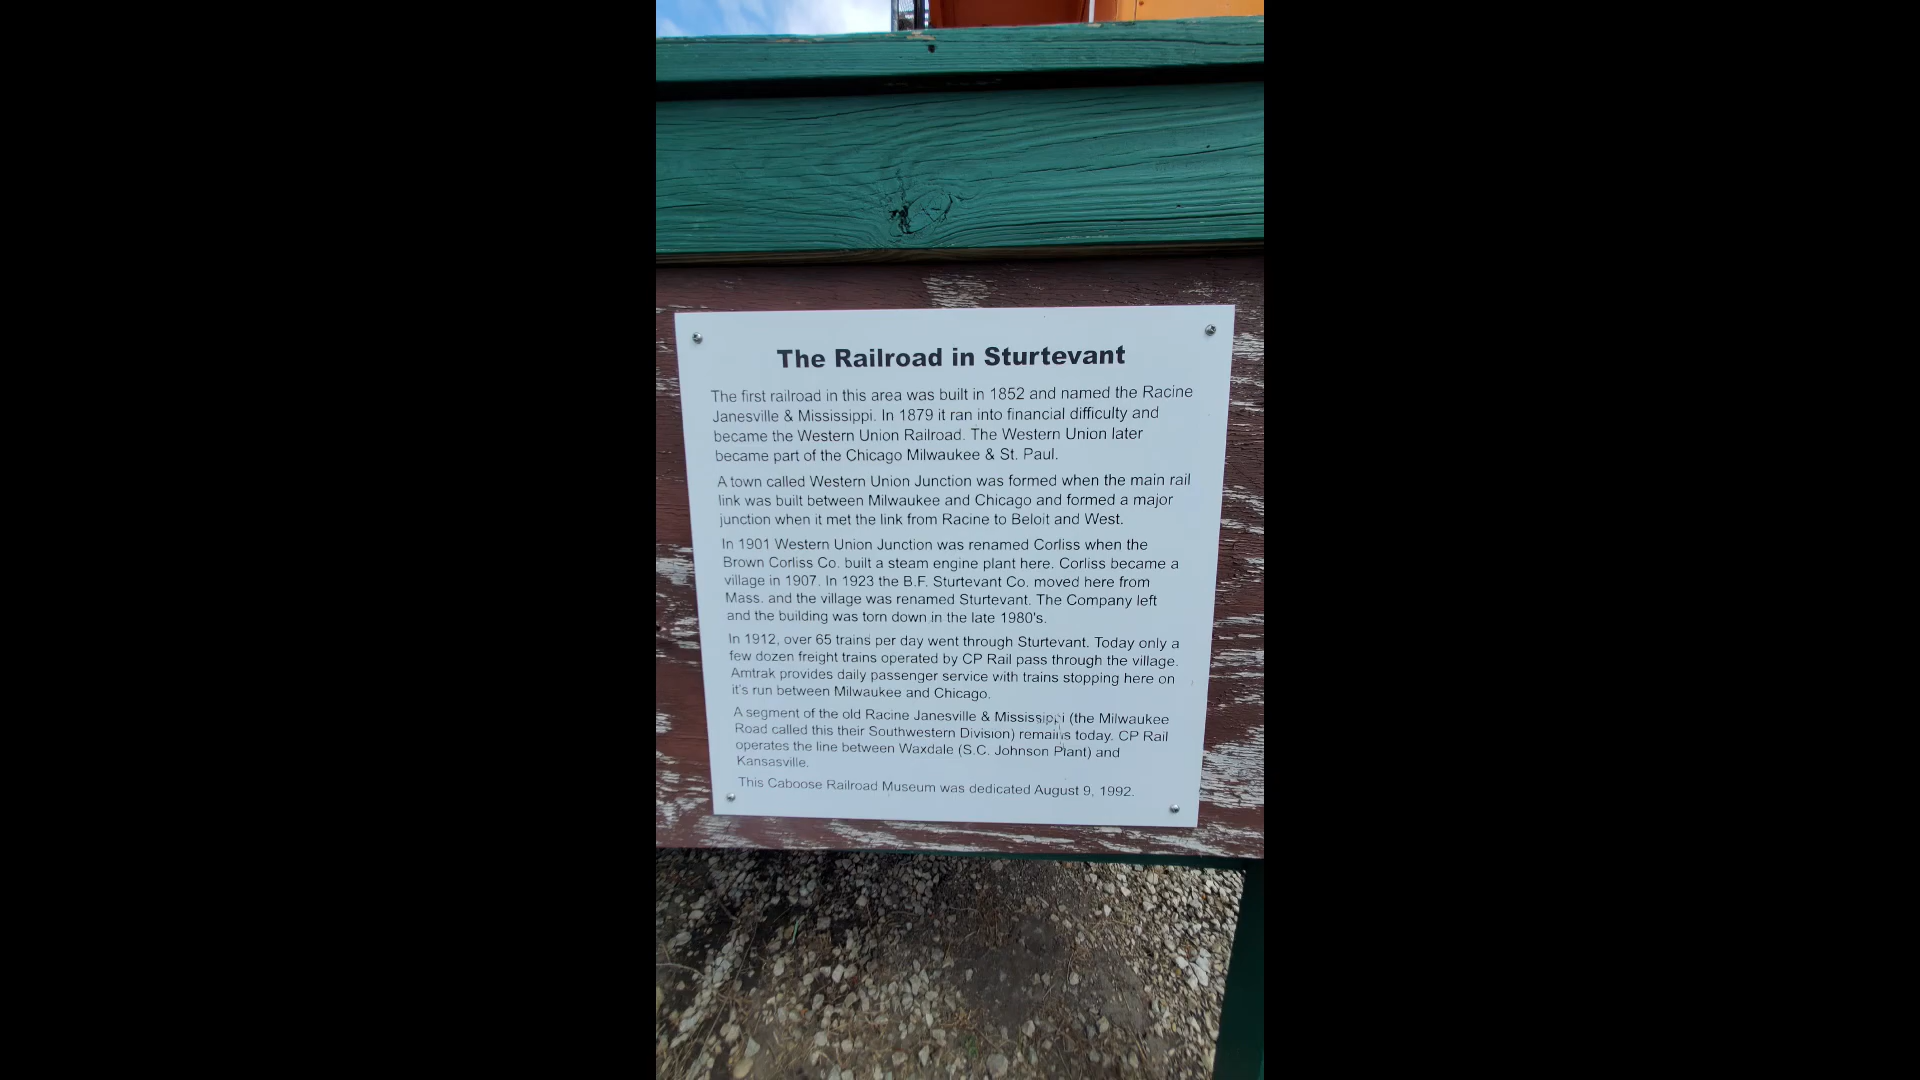 The Railroad in Sturtevant
The first railroad in this area was built in 1852 and named the Racine
Janesville & Mississippi. In 1879 it ran into financial difficulty and
became the Western Union Railroad. The Western Union later
became part of the Chicago Milwaukee & St. Paul.
A town called Western Union Junction was formed when the main rail
link was built between Milwaukee and Chicago and formed a major
junction when it met the link from Racine to Beloit and West.
In 1901 Western Union Junction was renamed Corliss when the
Brown Corliss Co. built a steam engine plant here. Corliss became a
village in 1907. In 1923 the B.F. Sturtevant Co. moved here from
Mass. and the village was renamed Sturtevant. The Company left
and the building was torn down in the late 1980's.
In 1912, over 65 trains per day went through Sturtevant. Today only a
few dozen freight trains operated by CP Rail pass through the village.
Amtrak provides daily passenger service with trains stopping here on
it's run between Milwaukee and Chicago.
A segment of the old Racine Janesville & Mississippi (the Milwaukee
Road called this their Southwestern Division) remains today. CP Rail
operates the line between Waxdale (S.C. Johnson Plant) and
Kansasville.
This Caboose Railroad Museum was dedicated August 9, 1992.